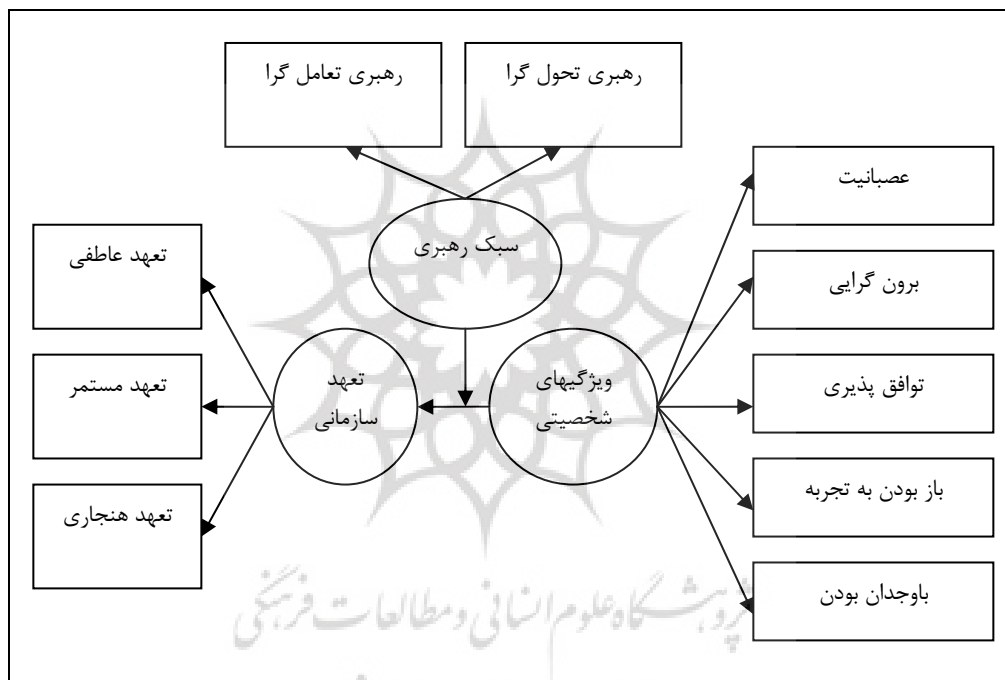 رهبری تحول گرا
رهبری تعامل گرا
سبک رهبری
عصبانیت
برون گرایی
توافق پذیری
باز بودن به تجربه
باوجدان بودن
ویژگیهای
شخصیتی
تعهد
سازمانی
تعهد عاطفی
تعهد مستمر
تعهد هنجاری
پژوهشگاه علوم انسانی و مطالعات فرهنگی